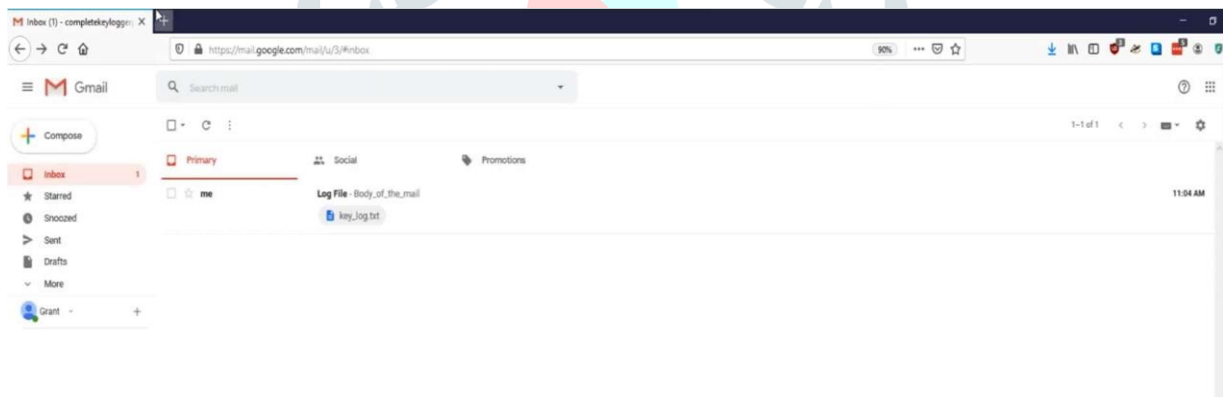 Inbox (1) - completekeylogger
https://mail.google.com/mail/u/3/#inbox
90%
Gmail
Search mail
Compose
1–1 of 1
Primary
Social
Promotions
Inbox 1
me
Log File - Body_of_the_mail
11:04 AM
key_log.txt
Starred
Snoozed
Sent
Drafts
More
Grant